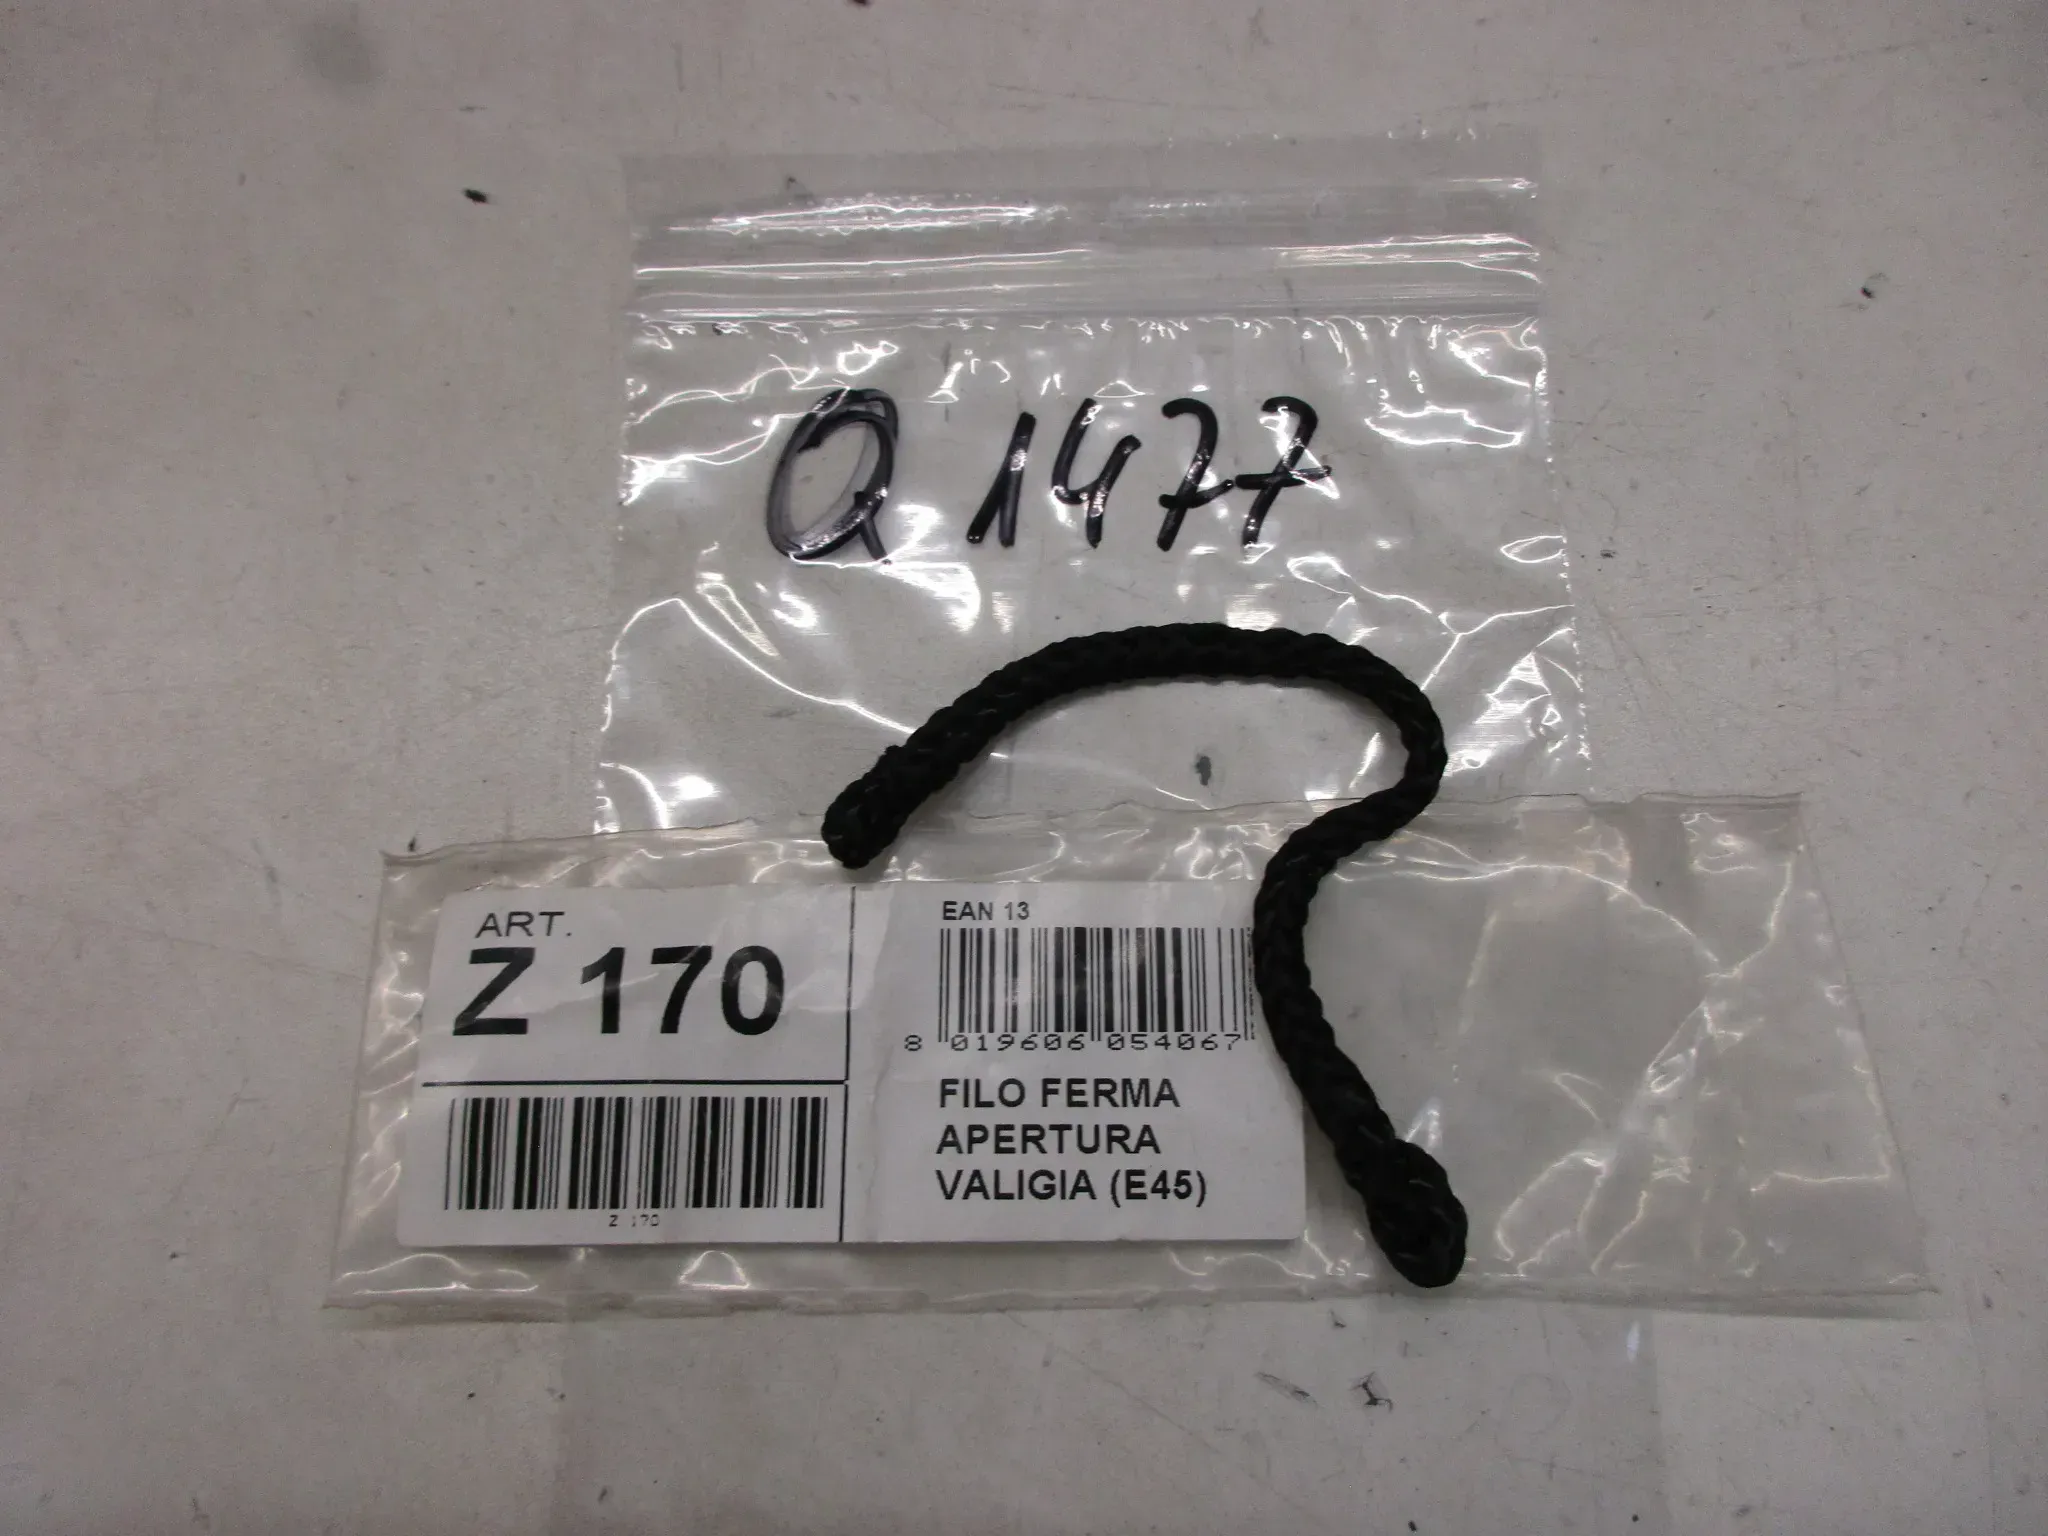 Q 1477
ART.
Z 170
Z 170
EAN 13
8 019606 054067
FILO FERMA
APERTURA
VALIGIA (E45)